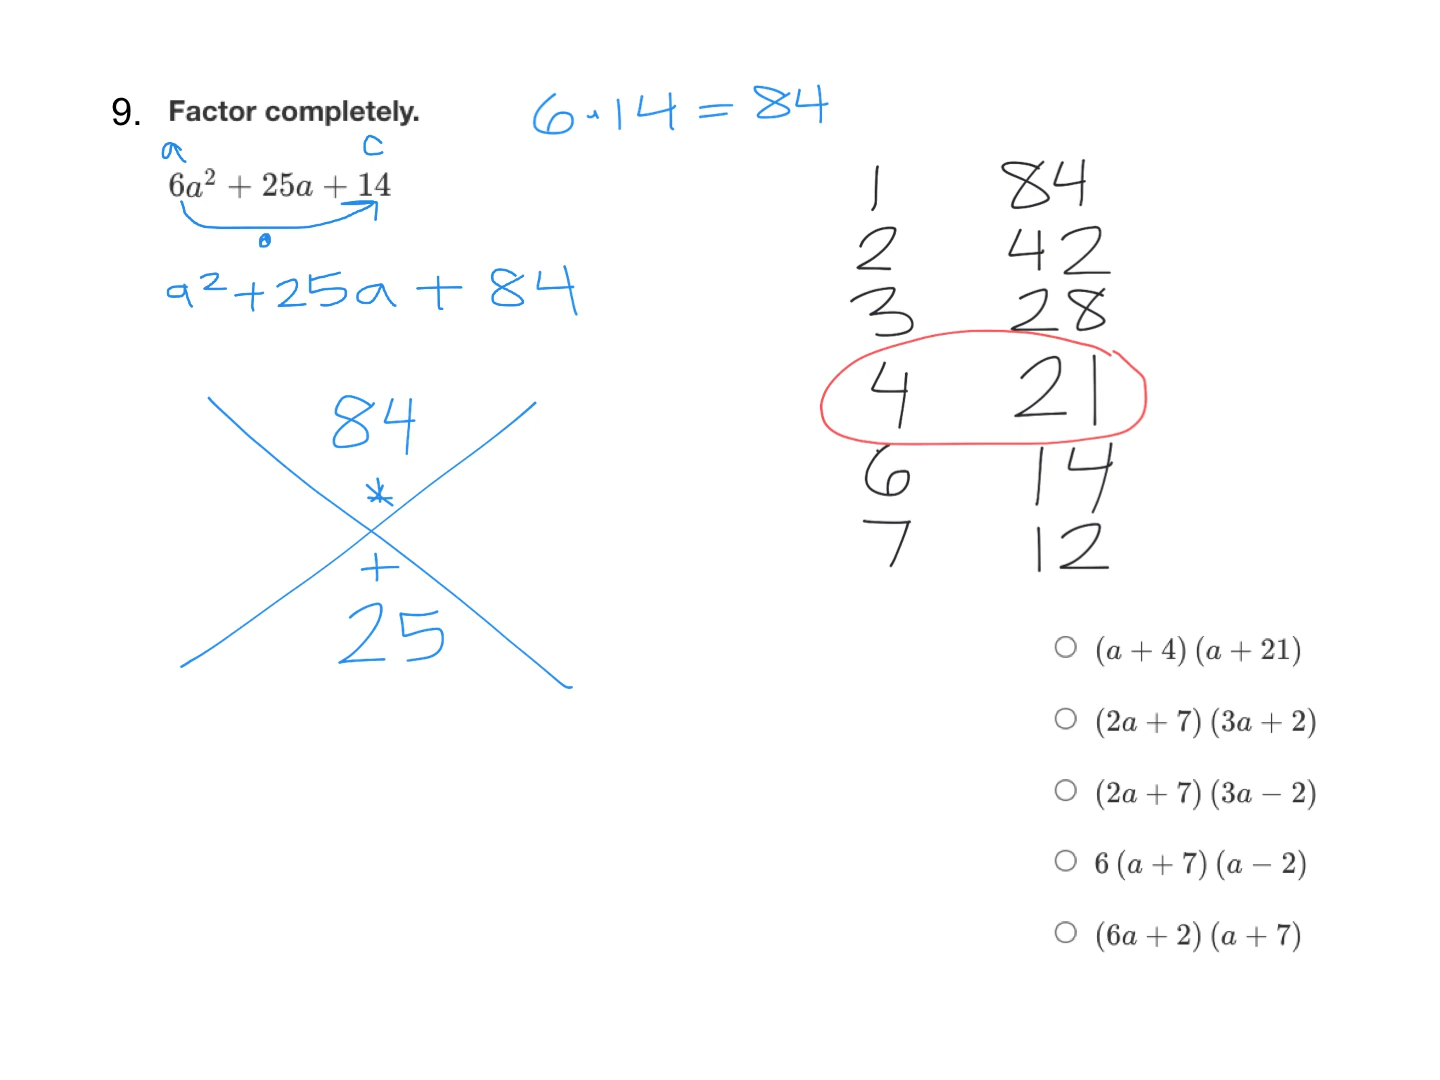 9. Factor completely.
6 · 14 = 84
a c
6a² + 25a + 14
a² + 25a + 84
84
*
+
25
1 84
2 42
3 28
4 21
6 14
7 12
(a + 4) (a + 21)
(2a + 7) (3a + 2)
(2a + 7) (3a − 2)
6 (a + 7) (a − 2)
(6a + 2) (a + 7)